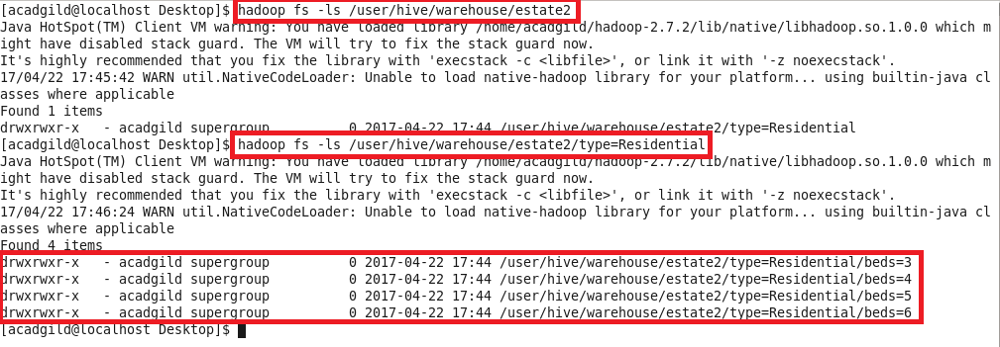 [acadgild@localhost Desktop]$ hadoop fs -ls /user/hive/warehouse/estate2
Java HotSpot(TM) Client VM warning: You have loaded library /home/acadgild/hadoop-2.7.2/lib/native/libhadoop.so.1.0.0 which m
ight have disabled stack guard. The VM will try to fix the stack guard now.
It's highly recommended that you fix the library with 'execstack -c <libfile>', or link it with '-z noexecstack'.
17/04/22 17:45:42 WARN util.NativeCodeLoader: Unable to load native-hadoop library for your platform... using builtin-java cl
asses where applicable
Found 1 items
drwxrwxr-x   - acadgild supergroup          0 2017-04-22 17:44 /user/hive/warehouse/estate2/type=Residential
[acadgild@localhost Desktop]$ hadoop fs -ls /user/hive/warehouse/estate2/type=Residential
Java HotSpot(TM) Client VM warning: You have loaded library /home/acadgild/hadoop-2.7.2/lib/native/libhadoop.so.1.0.0 which m
ight have disabled stack guard. The VM will try to fix the stack guard now.
It's highly recommended that you fix the library with 'execstack -c <libfile>', or link it with '-z noexecstack'.
17/04/22 17:46:24 WARN util.NativeCodeLoader: Unable to load native-hadoop library for your platform... using builtin-java cl
asses where applicable
Found 4 items
drwxrwxr-x   - acadgild supergroup          0 2017-04-22 17:44 /user/hive/warehouse/estate2/type=Residential/beds=3
drwxrwxr-x   - acadgild supergroup          0 2017-04-22 17:44 /user/hive/warehouse/estate2/type=Residential/beds=4
drwxrwxr-x   - acadgild supergroup          0 2017-04-22 17:44 /user/hive/warehouse/estate2/type=Residential/beds=5
drwxrwxr-x   - acadgild supergroup          0 2017-04-22 17:44 /user/hive/warehouse/estate2/type=Residential/beds=6
[acadgild@localhost Desktop]$